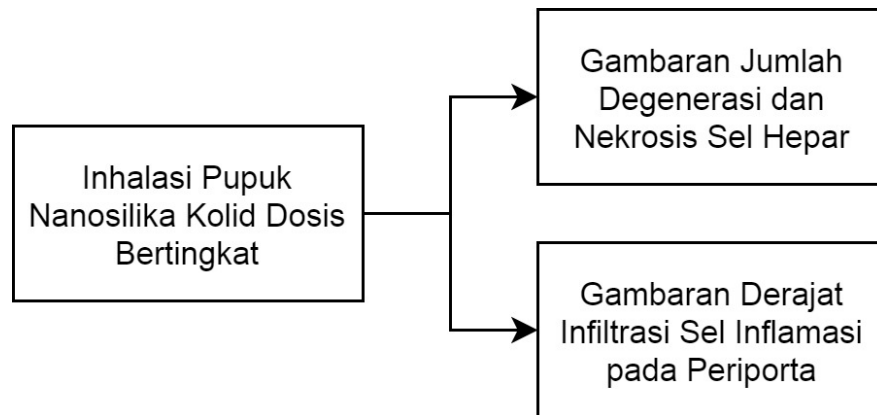 Gambaran Jumlah
Degenerasi dan
Nekrosis Sel Hepar
Inhalasi Pupuk
Nanosilika Kolid Dosis
Bertingkat
Gambaran Derajat
Infiltrasi Sel Inflamasi
pada Periporta